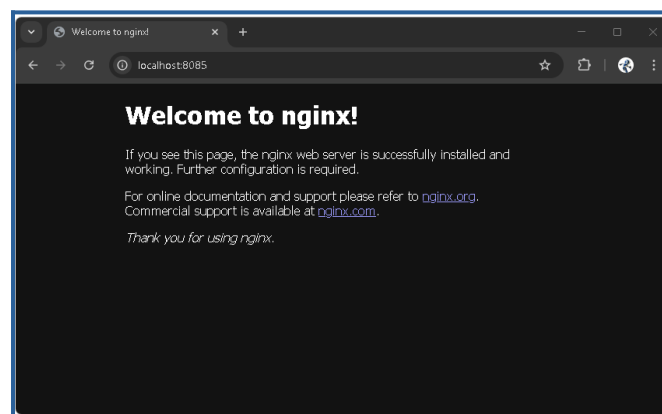 Welcome to nginx!
localhost:8085
Welcome to nginx!
If you see this page, the nginx web server is successfully installed and
working. Further configuration is required.
For online documentation and support please refer to nginx.org.
Commercial support is available at nginx.com.
Thank you for using nginx.